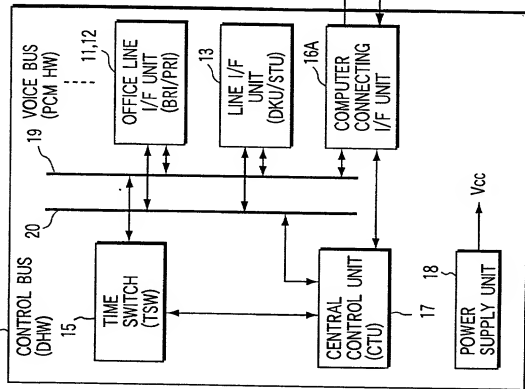 CONTROL BUS
(DHW)
20
19
VOICE BUS
(PCM HW)
15
TIME
SWITCH
(TSW)
11,12
OFFICE LINE
I/F UNIT
(BRI/PRI)
13
LINE I/F
UNIT
(DKU/STU)
CENTRAL
CONTROL UNIT
(CTU)
17
16A
COMPUTER
CONNECTING
I/F UNIT
18
POWER
SUPPLY UNIT
Vcc